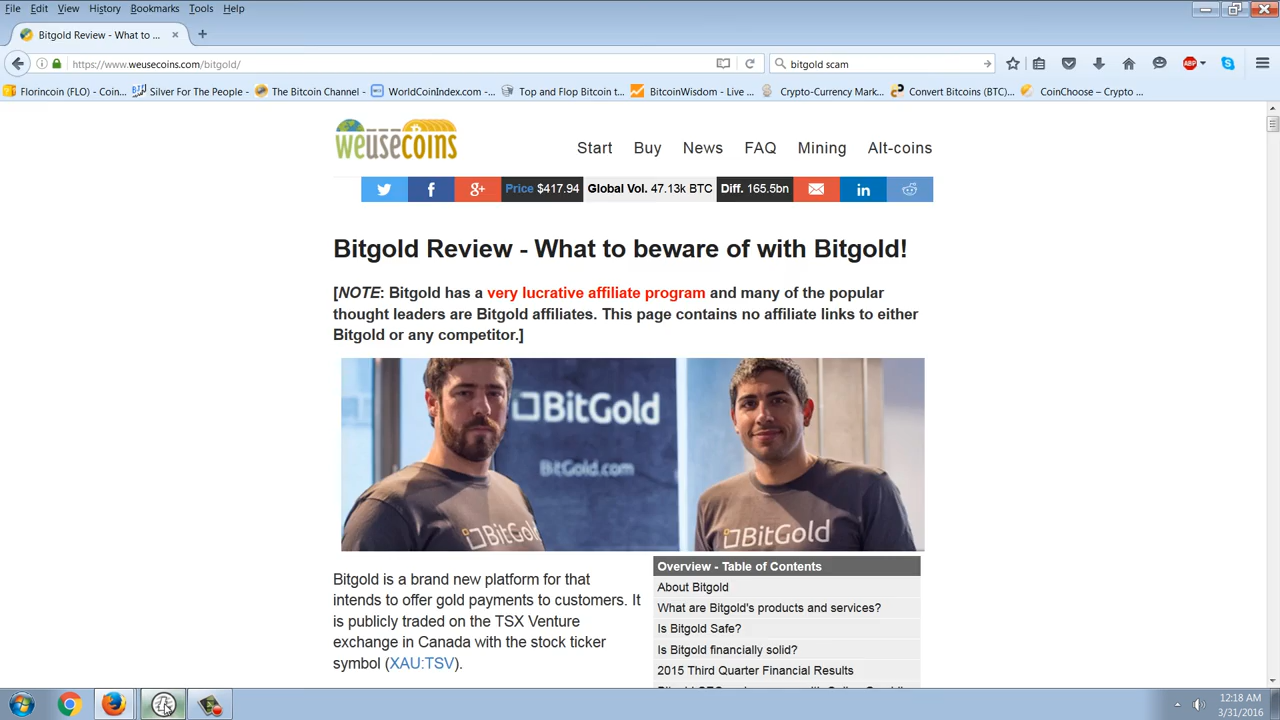 File Edit View History Bookmarks Tools Help
Bitgold Review - What to ...
https://www.weusecoins.com/bitgold/
bitgold scam
ABP
Florincoin (FLO) - Coin...
Silver For The People - ...
The Bitcoin Channel - ...
WorldCoinIndex.com -...
Top and Flop Bitcoin t...
BitcoinWisdom - Live ...
Crypto-Currency Mark...
Convert Bitcoins (BTC)...
CoinChoose – Crypto ...
weusecoins
Start Buy News FAQ Mining Alt-coins
Price $417.94 Global Vol. 47.13k BTC Diff. 165.5bn
Bitgold Review - What to beware of with Bitgold!
[NOTE: Bitgold has a very lucrative affiliate program and many of the popular
thought leaders are Bitgold affiliates. This page contains no affiliate links to either
Bitgold or any competitor.]
BitGold
BitGold.com
BitGold
BitGold
Bitgold is a brand new platform for that
intends to offer gold payments to customers. It
is publicly traded on the TSX Venture
exchange in Canada with the stock ticker
symbol (XAU:TSV).
Overview - Table of Contents
About Bitgold
What are Bitgold's products and services?
Is Bitgold Safe?
Is Bitgold financially solid?
2015 Third Quarter Financial Results
12:18 AM
3/31/2016